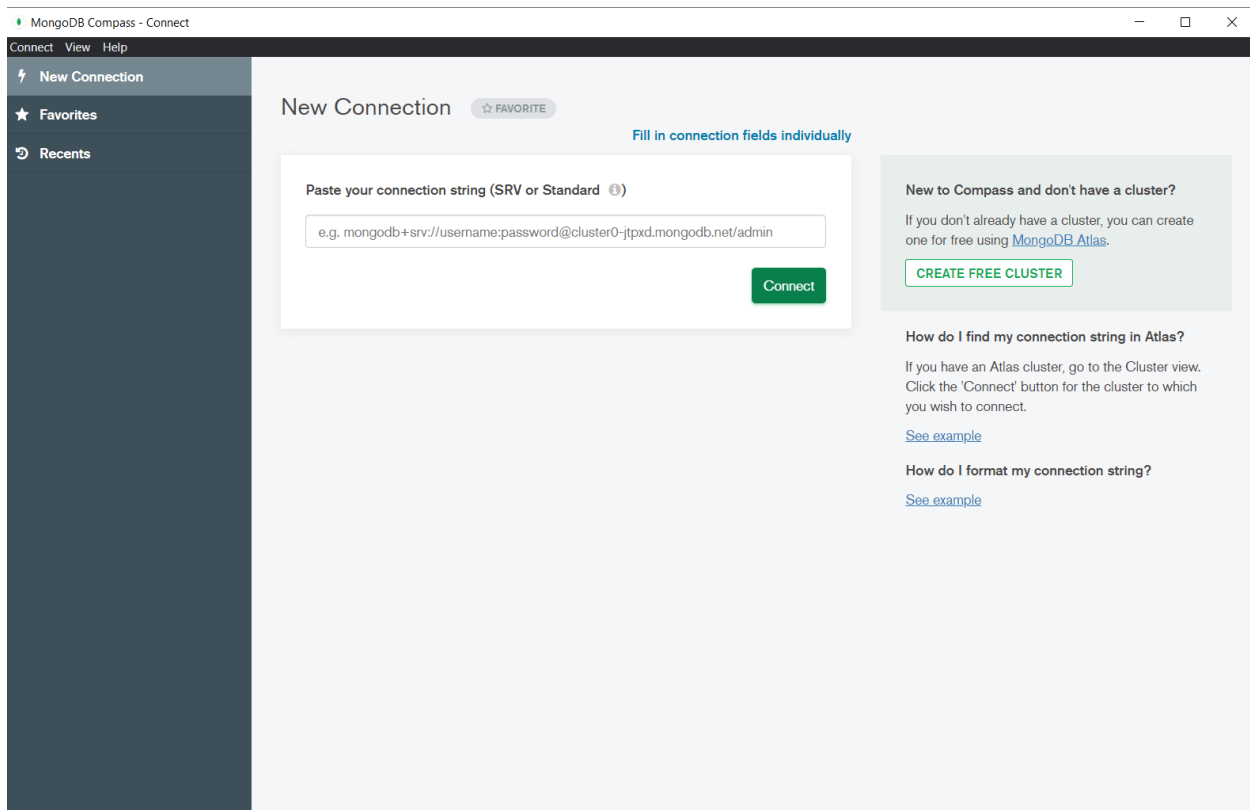 MongoDB Compass - Connect
Connect View Help
New Connection
Favorites
Recents
New Connection
FAVORITE
Fill in connection fields individually
Paste your connection string (SRV or Standard )
e.g. mongodb+srv://username:password@cluster0-jtpxd.mongodb.net/admin
Connect
New to Compass and don't have a cluster?
If you don't already have a cluster, you can create
one for free using MongoDB Atlas.
CREATE FREE CLUSTER
How do I find my connection string in Atlas?
If you have an Atlas cluster, go to the Cluster view.
Click the 'Connect' button for the cluster to which
you wish to connect.
See example
How do I format my connection string?
See example